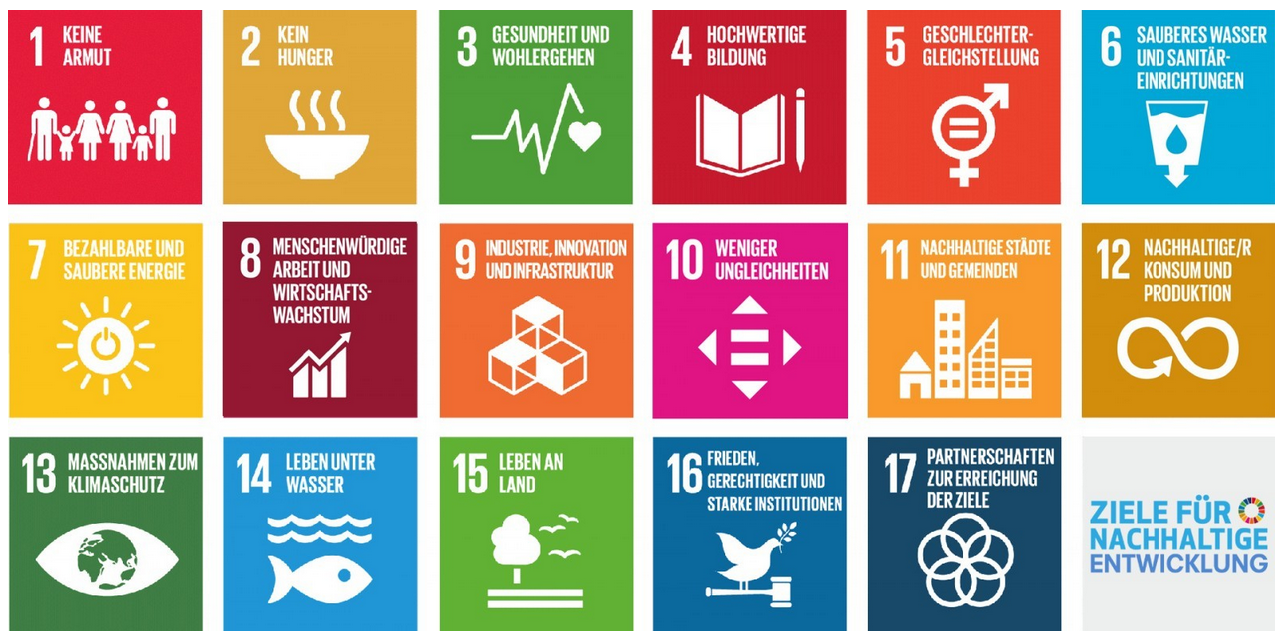 1 KEINE
ARMUT
2 KEIN
HUNGER
3 GESUNDHEIT UND
WOHLERGEHEN
4 HOCHWERTIGE
BILDUNG
5 GESCHLECHTER-
GLEICHSTELLUNG
6 SAUBERES WASSER
UND SANITÄR-
EINRICHTUNGEN
7 BEZAHLBARE UND
SAUBERE ENERGIE
8 MENSCHENWÜRDIGE
ARBEIT UND
WIRTSCHAFTS-
WACHSTUM
9 INDUSTRIE, INNOVATION
UND INFRASTRUKTUR
10 WENIGER
UNGLEICHHEITEN
11 NACHHALTIGE STÄDTE
UND GEMEINDEN
12 NACHHALTIGE/R
KONSUM UND
PRODUKTION
13 MASSNAHMEN ZUM
KLIMASCHUTZ
14 LEBEN UNTER
WASSER
15 LEBEN AN
LAND
16 FRIEDEN,
GERECHTIGKEIT UND
STARKE INSTITUTIONEN
17 PARTNERSCHAFTEN
ZUR ERREICHUNG
DER ZIELE
ZIELE FÜR
NACHHALTIGE
ENTWICKLUNG